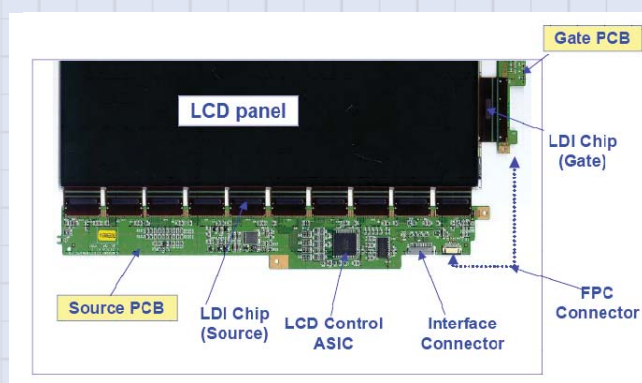 Gate PCB
LCD panel
LDI Chip
(Gate)
Source PCB
LDI Chip
(Source)
LCD Control
ASIC
Interface
Connector
FPC
Connector